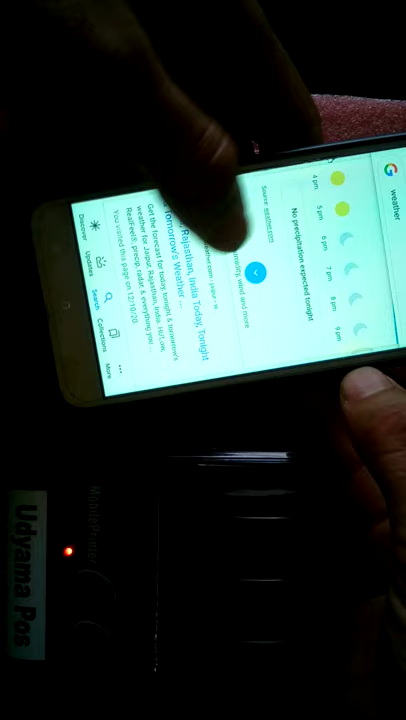 weather
4 pm 5 pm 6 pm 7 pm 8 pm 9 pm
No precipitation expected tonight
Source: weather.com
wind and more
Rajasthan, India Today, Tonight
Tomorrow's Weather ...
Get the forecast for today, tonight & tomorrow's
weather for Jaipur, Rajasthan, India. Hi/Low,
RealFeel®, precip, radar, & everything you ...
You visited this page on 12/10/20
Discover Updates Search Collections More
MobilePrinter
Udyama Pos